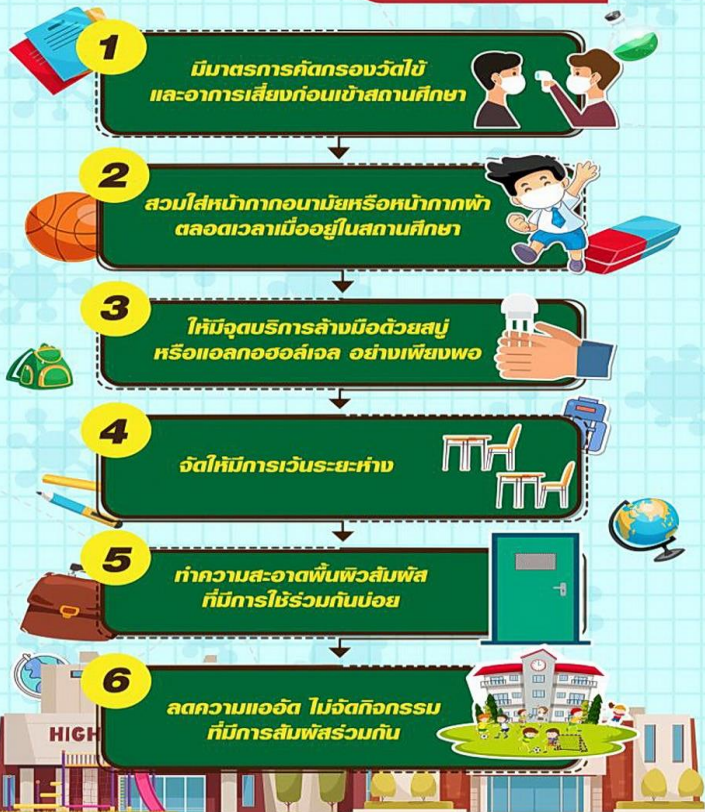 1
มีมาตรการคัดกรองวัดไข้
และอาการเสี่ยงก่อนเข้าสถานศึกษา
2
สวมใส่หน้ากากอนามัยหรือหน้ากากผ้า
ตลอดเวลาเมื่ออยู่ในสถานศึกษา
3
ให้มีจุดบริการล้างมือด้วยสบู่
หรือแอลกอฮอล์เจล อย่างเพียงพอ
4
จัดให้มีการเว้นระยะห่าง
5
ทำความสะอาดพื้นผิวสัมผัส
ที่มีการใช้ร่วมกันบ่อย
6
ลดความแออัด ไม่จัดกิจกรรม
ที่มีการสัมผัสร่วมกัน
HIGH